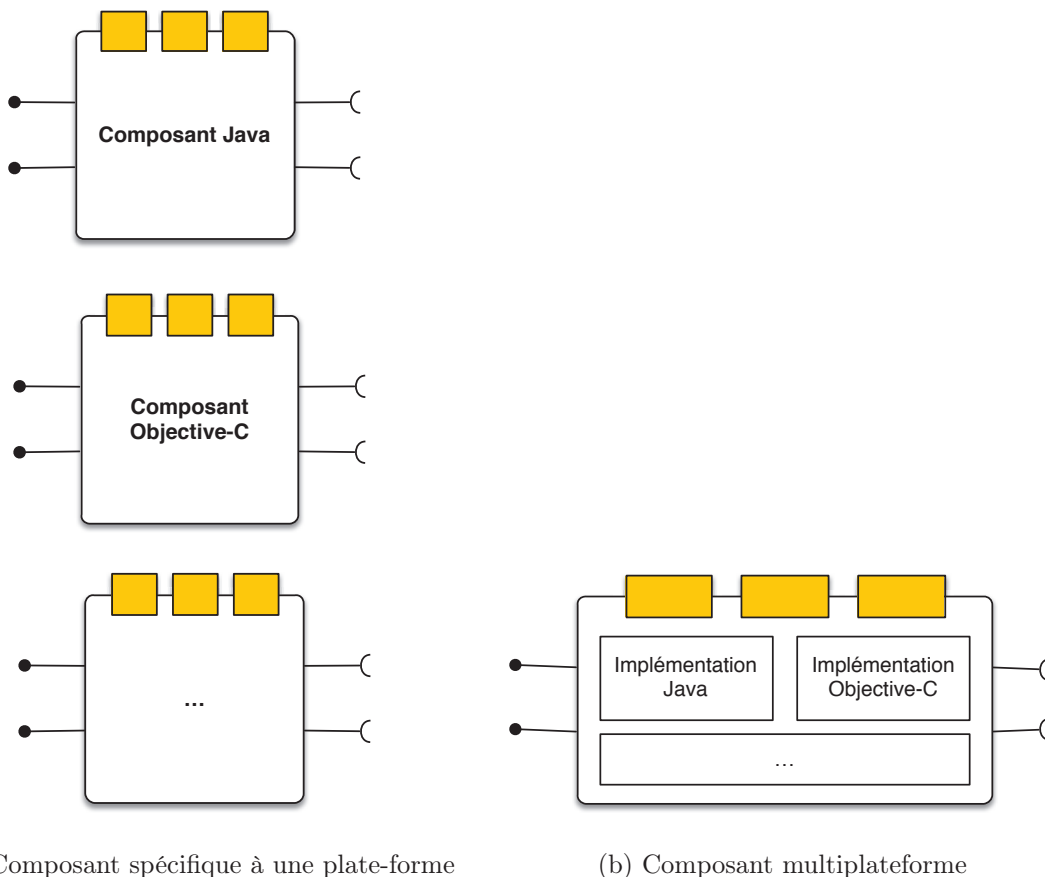 Composant Java
Composant
Objective-C
...
Implémentation
Java
Implémentation
Objective-C
...
Composant spécifique à une plate-forme
(b) Composant multiplateforme